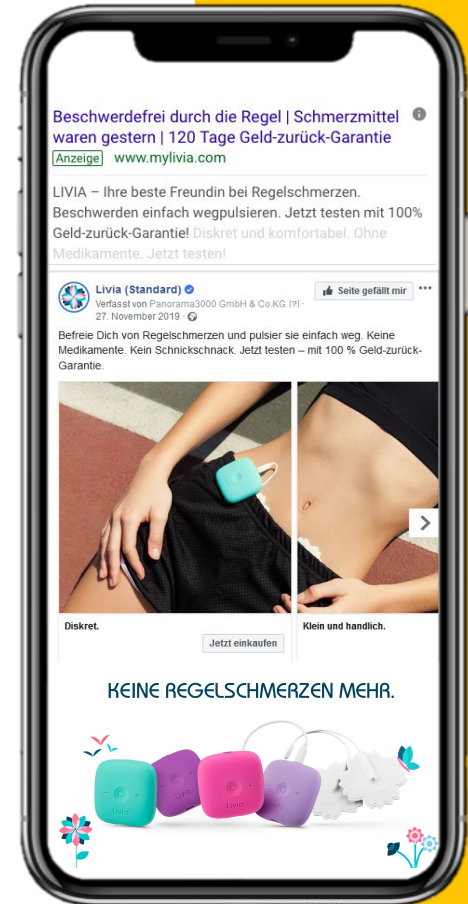 Beschwerdefrei durch die Regel | Schmerzmittel
waren gestern | 120 Tage Geld-zurück-Garantie
Anzeige www.mylivia.com
LIVIA – Ihre beste Freundin bei Regelschmerzen.
Beschwerden einfach wegpulsieren. Jetzt testen mit 100%
Geld-zurück-Garantie! Diskret und komfortabel. Ohne
Medikamente. Jetzt testen!
Livia (Standard)
Seite gefällt mir
Verfasst von Panorama3000 GmbH & Co.KG [?] ·
27. November 2019 ·
Befreie Dich von Regelschmerzen und pulsier sie einfach weg. Keine
Medikamente. Kein Schnickschnack. Jetzt testen – mit 100 % Geld-zurück-
Garantie.
Diskret.
Jetzt einkaufen
Klein und handlich.
KEINE REGELSCHMERZEN MEHR.
Livia
Livia
Livia
Livia